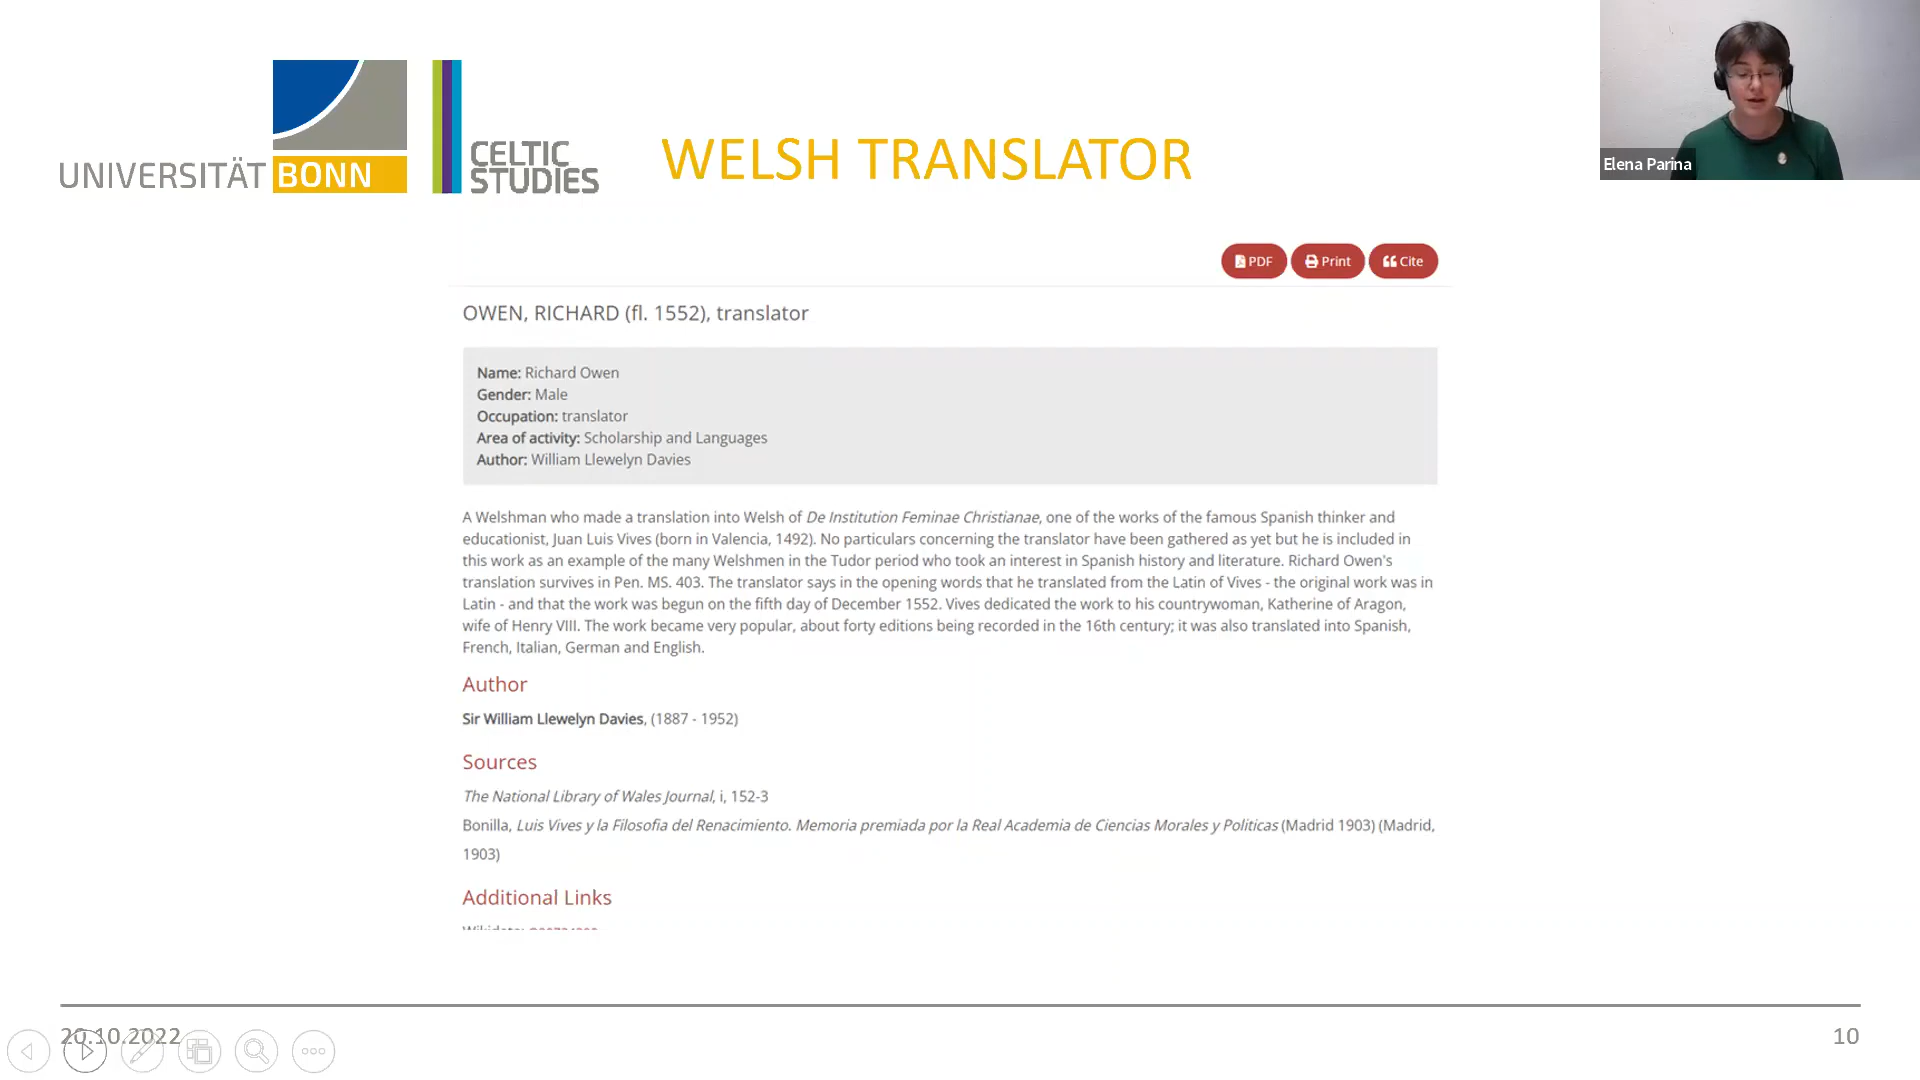 UNIVERSITÄT BONN
CELTIC
STUDIES
WELSH TRANSLATOR
Elena Parina
PDF Print Cite
OWEN, RICHARD (fl. 1552), translator
Name: Richard Owen
Gender: Male
Occupation: translator
Area of activity: Scholarship and Languages
Author: William Llewelyn Davies
A Welshman who made a translation into Welsh of De Institution Feminae Christianae, one of the works of the famous Spanish thinker and
educationist, Juan Luis Vives (born in Valencia, 1492). No particulars concerning the translator have been gathered as yet but he is included in
this work as an example of the many Welshmen in the Tudor period who took an interest in Spanish history and literature. Richard Owen's
translation survives in Pen. MS. 403. The translator says in the opening words that he translated from the Latin of Vives - the original work was in
Latin - and that the work was begun on the fifth day of December 1552. Vives dedicated the work to his countrywoman, Katherine of Aragon,
wife of Henry VIII. The work became very popular, about forty editions being recorded in the 16th century; it was also translated into Spanish,
French, Italian, German and English.
Author
Sir William Llewelyn Davies, (1887 - 1952)
Sources
The National Library of Wales Journal, i, 152-3
Bonilla, Luis Vives y la Filosofia del Renacimiento. Memoria premiada por la Real Academia de Ciencias Morales y Politicas (Madrid 1903) (Madrid,
1903)
Additional Links
20.10.2022
10